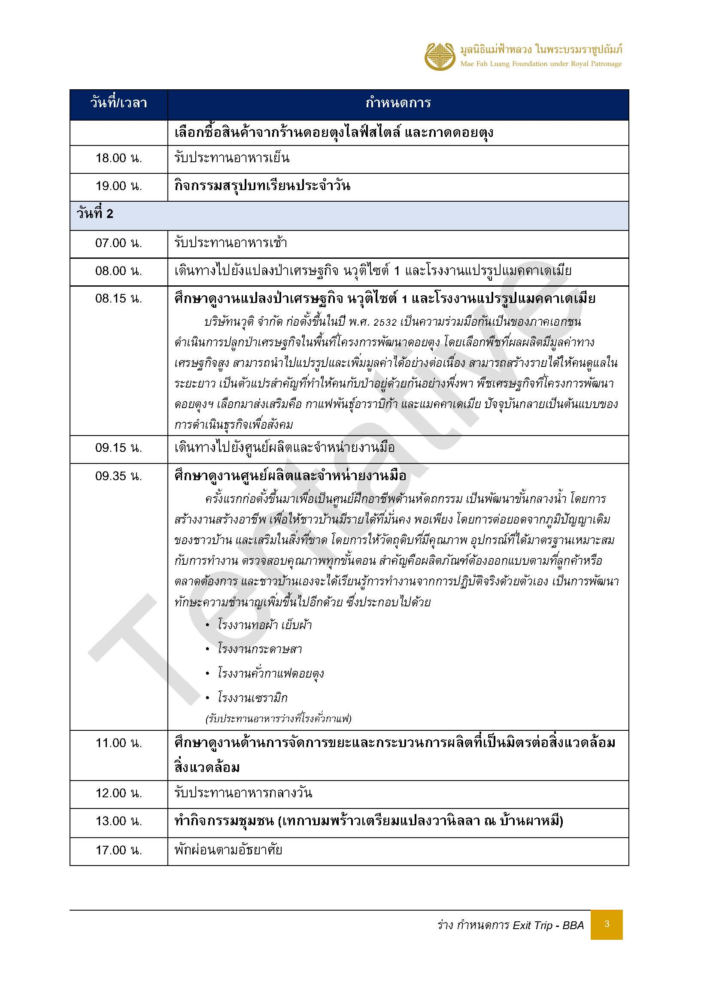 มูลนิธิแม่ฟ้าหลวง ในพระบรมราชูปถัมภ์
Mae Fah Luang Foundation under Royal Patronage
วันที่/เวลา กำหนดการ
เลือกซื้อสินค้าจากร้านดอยตุงไลฟ์สไตล์ และกาดดอยตุง
18.00 น. รับประทานอาหารเย็น
19.00 น. กิจกรรมสรุปบทเรียนประจำวัน
วันที่ 2
07.00 น. รับประทานอาหารเช้า
08.00 น. เดินทางไปยังแปลงป่าเศรษฐกิจ นวุติไซต์ 1 และโรงงานแปรรูปแมคคาเดเมีย
08.15 น. ศึกษาดูงานแปลงป่าเศรษฐกิจ นวุติไซต์ 1 และโรงงานแปรรูปแมคคาเดเมีย
บริษัทนวุติ จำกัด ก่อตั้งขึ้นในปี พ.ศ. 2532 เป็นความร่วมมือกันเป็นของภาคเอกชน
ดำเนินการปลูกป่าเศรษฐกิจในพื้นที่โครงการพัฒนาดอยตุง โดยเลือกพืชที่ผลผลิตมีมูลค่าทาง
เศรษฐกิจสูง สามารถนำไปแปรรูปและเพิ่มมูลค่าได้อย่างต่อเนื่อง สามารถสร้างรายได้ให้คนดูแลใน
ระยะยาว เป็นตัวแปรสำคัญที่ทำให้คนกับป่าอยู่ด้วยกันอย่างพึ่งพา พืชเศรษฐกิจที่โครงการพัฒนา
ดอยตุงฯ เลือกมาส่งเสริมคือ กาแฟพันธุ์อาราบิก้า และแมคคาเดเมีย ปัจจุบันกลายเป็นต้นแบบของ
การดำเนินธุรกิจเพื่อสังคม
09.15 น. เดินทางไปยังศูนย์ผลิตและจำหน่ายงานมือ
09.35 น. ศึกษาดูงานศูนย์ผลิตและจำหน่ายงานมือ
ครั้งแรกก่อตั้งขึ้นมาเพื่อเป็นศูนย์ฝึกอาชีพด้านหัตถกรรม เป็นพัฒนาขั้นกลางน้ำ โดยการ
สร้างงานสร้างอาชีพ เพื่อให้ชาวบ้านมีรายได้ที่มั่นคง พอเพียง โดยการต่อยอดจากภูมิปัญญาเดิม
ของชาวบ้าน และเสริมในสิ่งที่ขาด โดยการให้วัตถุดิบที่มีคุณภาพ อุปกรณ์ที่ได้มาตรฐานเหมาะสม
กับการทำงาน ตรวจสอบคุณภาพทุกขั้นตอน สำคัญคือผลิตภัณฑ์ต้องออกแบบตามที่ลูกค้าหรือ
ตลาดต้องการ และชาวบ้านเองจะได้เรียนรู้การทำงานจากการปฏิบัติจริงด้วยตัวเอง เป็นการพัฒนา
ทักษะความชำนาญเพิ่มขึ้นไปอีกด้วย ซึ่งประกอบไปด้วย
• โรงงานทอผ้า เย็บผ้า
• โรงงานกระดาษสา
• โรงงานคั่วกาแฟดอยตุง
• โรงงานเซรามิก
(รับประทานอาหารว่างที่โรงคั่วกาแฟ)
11.00 น. ศึกษาดูงานด้านการจัดการขยะและกระบวนการผลิตที่เป็นมิตรต่อสิ่งแวดล้อม
สิ่งแวดล้อม
12.00 น. รับประทานอาหารกลางวัน
13.00 น. ทำกิจกรรมชุมชน (เทกาบมพร้าวเตรียมแปลงวานิลลา ณ บ้านผาหมี)
17.00 น. พักผ่อนตามอัธยาศัย
Tentative
ร่าง กำหนดการ Exit Trip - BBA 3